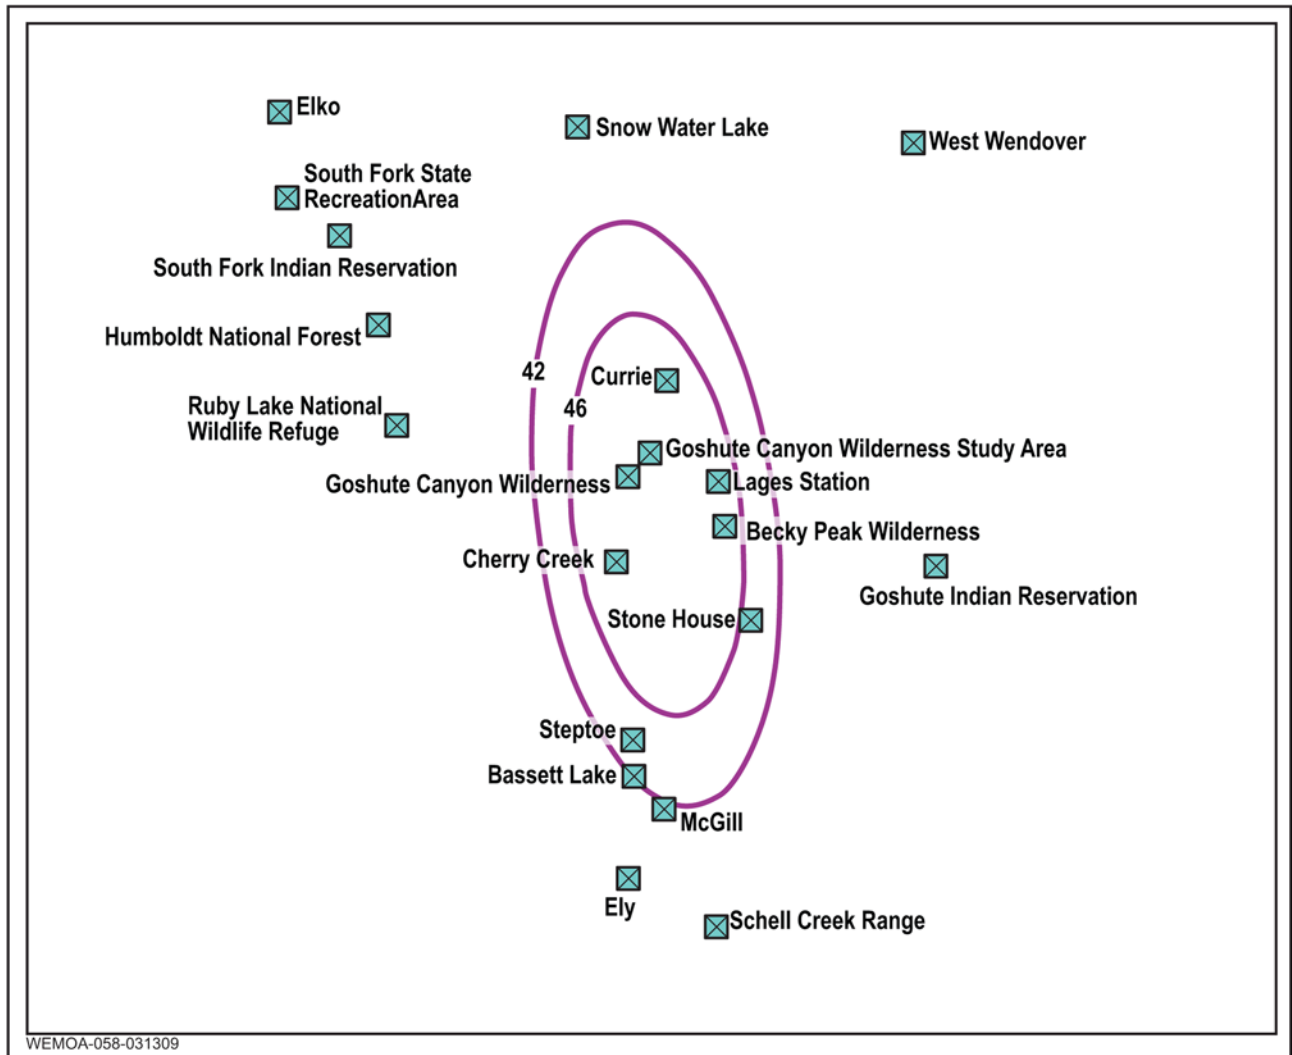 Elko
Snow Water Lake
West Wendover
South Fork State
RecreationArea
South Fork Indian Reservation
Humboldt National Forest
42
Currie
46
Ruby Lake National
Wildlife Refuge
Goshute Canyon Wilderness Study Area
Goshute Canyon Wilderness
Lages Station
Becky Peak Wilderness
Cherry Creek
Goshute Indian Reservation
Stone House
Steptoe
Bassett Lake
McGill
Ely
Schell Creek Range
WEMOA-058-031309